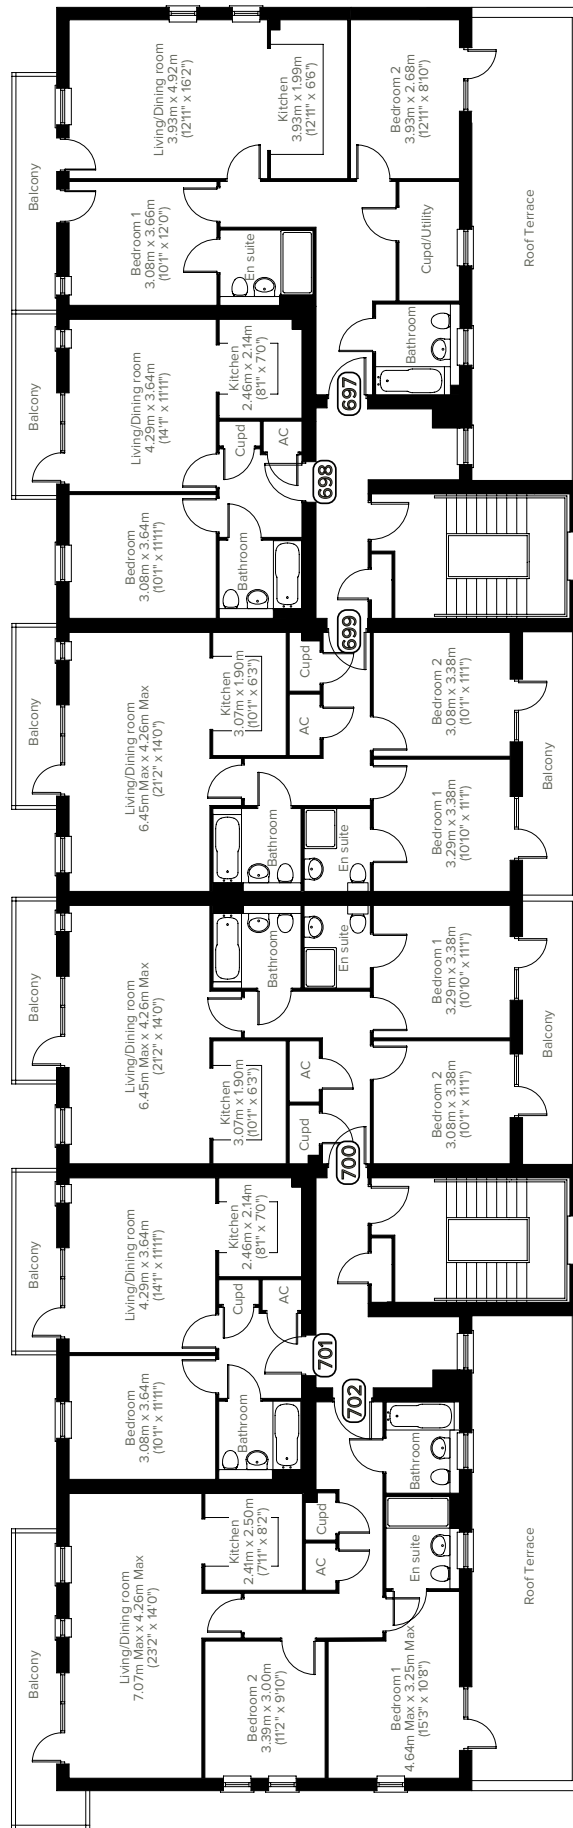 Living/Dining room
3.93m x 4.92m
(12'11" x 16'2")
Kitchen
3.93m x 1.99m
(12'11" x 6'6")
Bedroom 2
3.93m x 2.68m
(12'11" x 8'10")
Balcony
Bedroom 1
3.08m x 3.66m
(10'1" x 12'0")
En suite
Cupd/Utility
Roof Terrace
Bathroom
697
Balcony
Living/Dining room
4.29m x 3.64m
(14'1" x 11'11")
Kitchen
2.46m x 2.14m
(8'1" x 7'0")
Cupd
AC
698
Bedroom
3.08m x 3.64m
(10'1" x 11'11")
Bathroom
699
Balcony
Living/Dining room
6.45m Max x 4.26m Max
(21'2" x 14'0")
Kitchen
3.07m x 1.90m
(10'1" x 6'3")
Cupd
AC
Bedroom 2
3.08m x 3.38m
(10'1" x 11'1")
Balcony
Bathroom
En suite
Bedroom 1
3.29m x 3.38m
(10'10" x 11'1")
Balcony
Living/Dining room
6.45m Max x 4.26m Max
(21'2" x 14'0")
Bathroom
En suite
Bedroom 1
3.29m x 3.38m
(10'10" x 11'1")
Balcony
Kitchen
3.07m x 1.90m
(10'1" x 6'3")
AC
Cupd
Bedroom 2
3.08m x 3.38m
(10'1" x 11'1")
700
Balcony
Living/Dining room
4.29m x 3.64m
(14'1" x 11'11")
Kitchen
2.46m x 2.14m
(8'1" x 7'0")
Cupd
AC
701
Bedroom
3.08m x 3.64m
(10'1" x 11'11")
Bathroom
702
Bathroom
Balcony
Living/Dining room
7.07m Max x 4.26m Max
(23'2" x 14'0")
Kitchen
2.41m x 2.50m
(7'11" x 8'2")
Cupd
AC
En suite
Roof Terrace
Bedroom 2
3.39m x 3.00m
(11'2" x 9'10")
Bedroom 1
4.64m Max x 3.25m Max
(15'3" x 10'8")